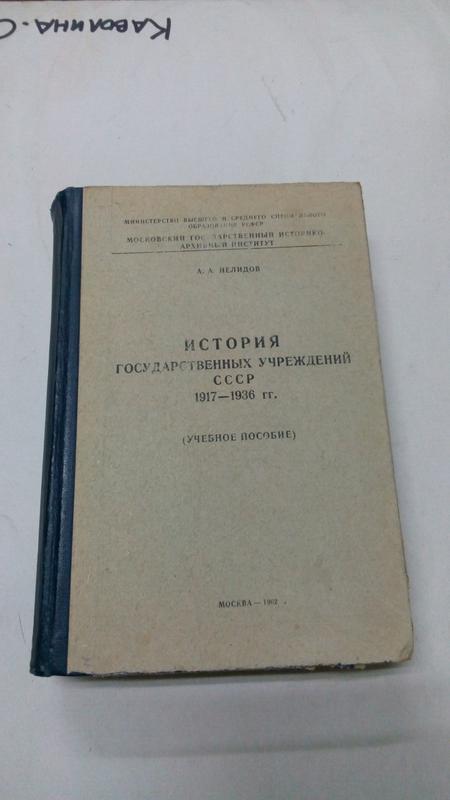 Каволина.С
МИНИСТЕРСТВО ВЫСШЕГО И СРЕДНЕГО СПЕЦИАЛЬНОГО
ОБРАЗОВАНИЯ РСФСР
МОСКОВСКИЙ ГОСУДАРСТВЕННЫЙ ИСТОРИКО-
АРХИВНЫЙ ИНСТИТУТ
А. А. НЕЛИДОВ
ИСТОРИЯ
ГОСУДАРСТВЕННЫХ УЧРЕЖДЕНИЙ
СССР
1917—1936 гг.
(УЧЕБНОЕ ПОСОБИЕ)
МОСКВА — 1962